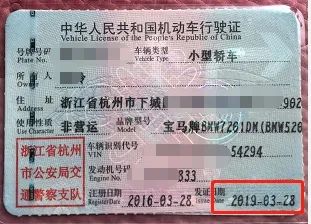 中华人民共和国机动车行驶证
Vehicle License of the People's Republic of China
号牌号码
Plate No.
车辆类型
Vehicle Type
小型轿车
所有人
Owner
住址
Address
浙江省杭州市下城
902
使用性质
Use Character
非营运
品牌型号
Model
宝马牌BMW7201DM(BMW520
浙江省杭州
市公安局交
通警察支队
车辆识别代号
VIN
54294
发动机号码
Engine No.
833
注册日期
Registration Date
2016-03-28
发证日期
Issue Date
2019-03-28